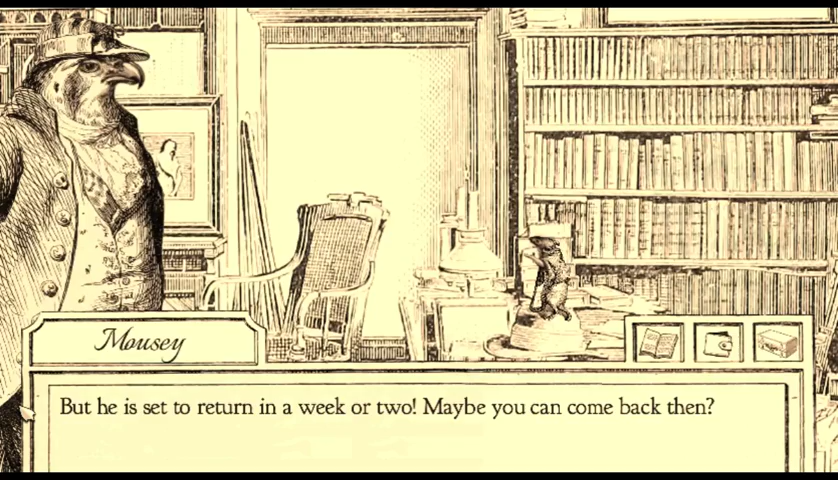 Mousey
But he is set to return in a week or two! Maybe you can come back then?